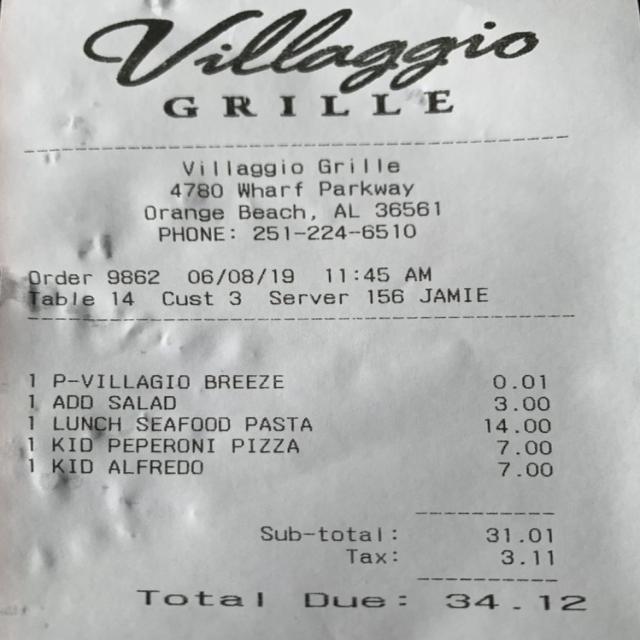 Villaggio
GRILLE
Villaggio Grille
4780 Wharf Parkway
Orange Beach, AL 36561
PHONE: 251-224-6510
Order 9862 06/08/19 11:45 AM
Table 14 Cust 3 Server 156 JAMIE
1 P-VILLAGIO BREEZE 0.01
1 ADD SALAD 3.00
1 LUNCH SEAFOOD PASTA 14.00
1 KID PEPERONI PIZZA 7.00
1 KID ALFREDO 7.00
Sub-total: 31.01
Tax: 3.11
Total Due: 34.12